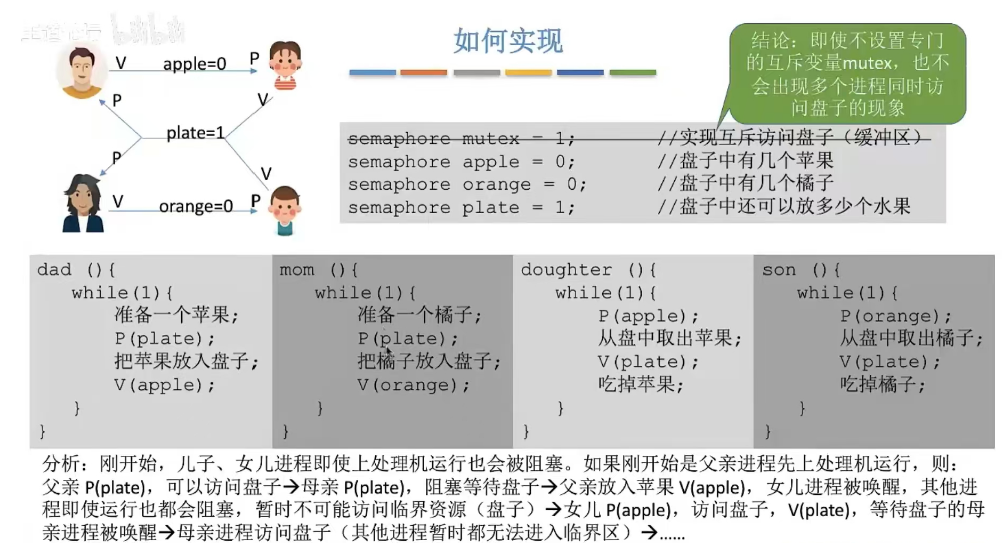 如何实现
结论：即使不设置专门
的互斥变量mutex，也不
会出现多个进程同时访
问盘子的现象
V apple=0 P
P V
plate=1
P V
V orange=0 P
semaphore mutex = 1; //实现互斥访问盘子（缓冲区）
semaphore apple = 0; //盘子中有几个苹果
semaphore orange = 0; //盘子中有几个橘子
semaphore plate = 1; //盘子中还可以放多少个水果
dad (){
while(1){
准备一个苹果;
P(plate);
把苹果放入盘子;
V(apple);
}
}
mom (){
while(1){
准备一个橘子;
P(plate);
把橘子放入盘子;
V(orange);
}
}
doughter (){
while(1){
P(apple);
从盘中取出苹果;
V(plate);
吃掉苹果;
}
}
son (){
while(1){
P(orange);
从盘中取出橘子;
V(plate);
吃掉橘子;
}
}
分析：刚开始，儿子、女儿进程即使上处理机运行也会被阻塞。如果刚开始是父亲进程先上处理机运行，则：
父亲 P(plate)，可以访问盘子→母亲 P(plate)，阻塞等待盘子→父亲放入苹果 V(apple)，女儿进程被唤醒，其他进
程即使运行也都会阻塞，暂时不可能访问临界资源（盘子）→女儿 P(apple)，访问盘子，V(plate)，等待盘子的母
亲进程被唤醒→母亲进程访问盘子（其他进程暂时都无法进入临界区）→......